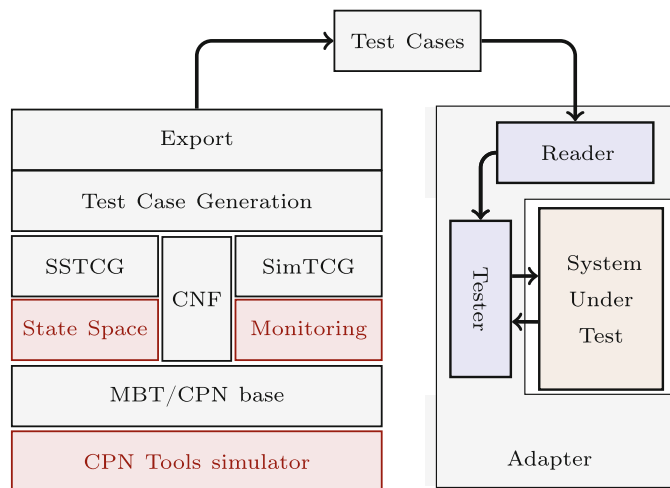 Test Cases
Export
Test Case Generation
SSTCG
CNF
SimTCG
State Space
Monitoring
MBT/CPN base
CPN Tools simulator
Reader
Tester
System
Under
Test
Adapter